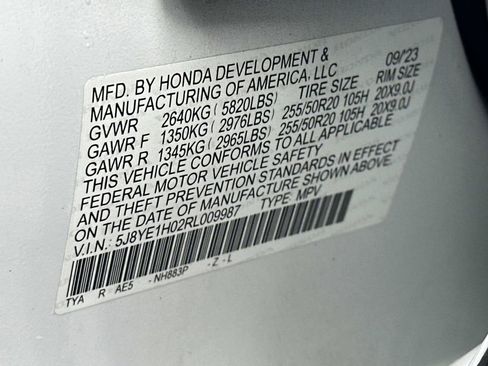 MFD. BY HONDA DEVELOPMENT & 09/23
MANUFACTURING OF AMERICA, LLC
GVWR 2640KG ( 5820LBS) TIRE SIZE RIM SIZE
GAWR F 1350KG ( 2976LBS) 255/50R20 105H 20X9.0J
GAWR R 1345KG ( 2965LBS) 255/50R20 105H 20X9.0J
THIS VEHICLE CONFORMS TO ALL APPLICABLE
FEDERAL MOTOR VEHICLE SAFETY
AND THEFT PREVENTION STANDARDS IN EFFECT
ON THE DATE OF MANUFACTURE SHOWN ABOVE.
V.I.N.: 5J8YE1H02RL009987 TYPE: MPV
TYA R AE5 - NH883P - Z - L